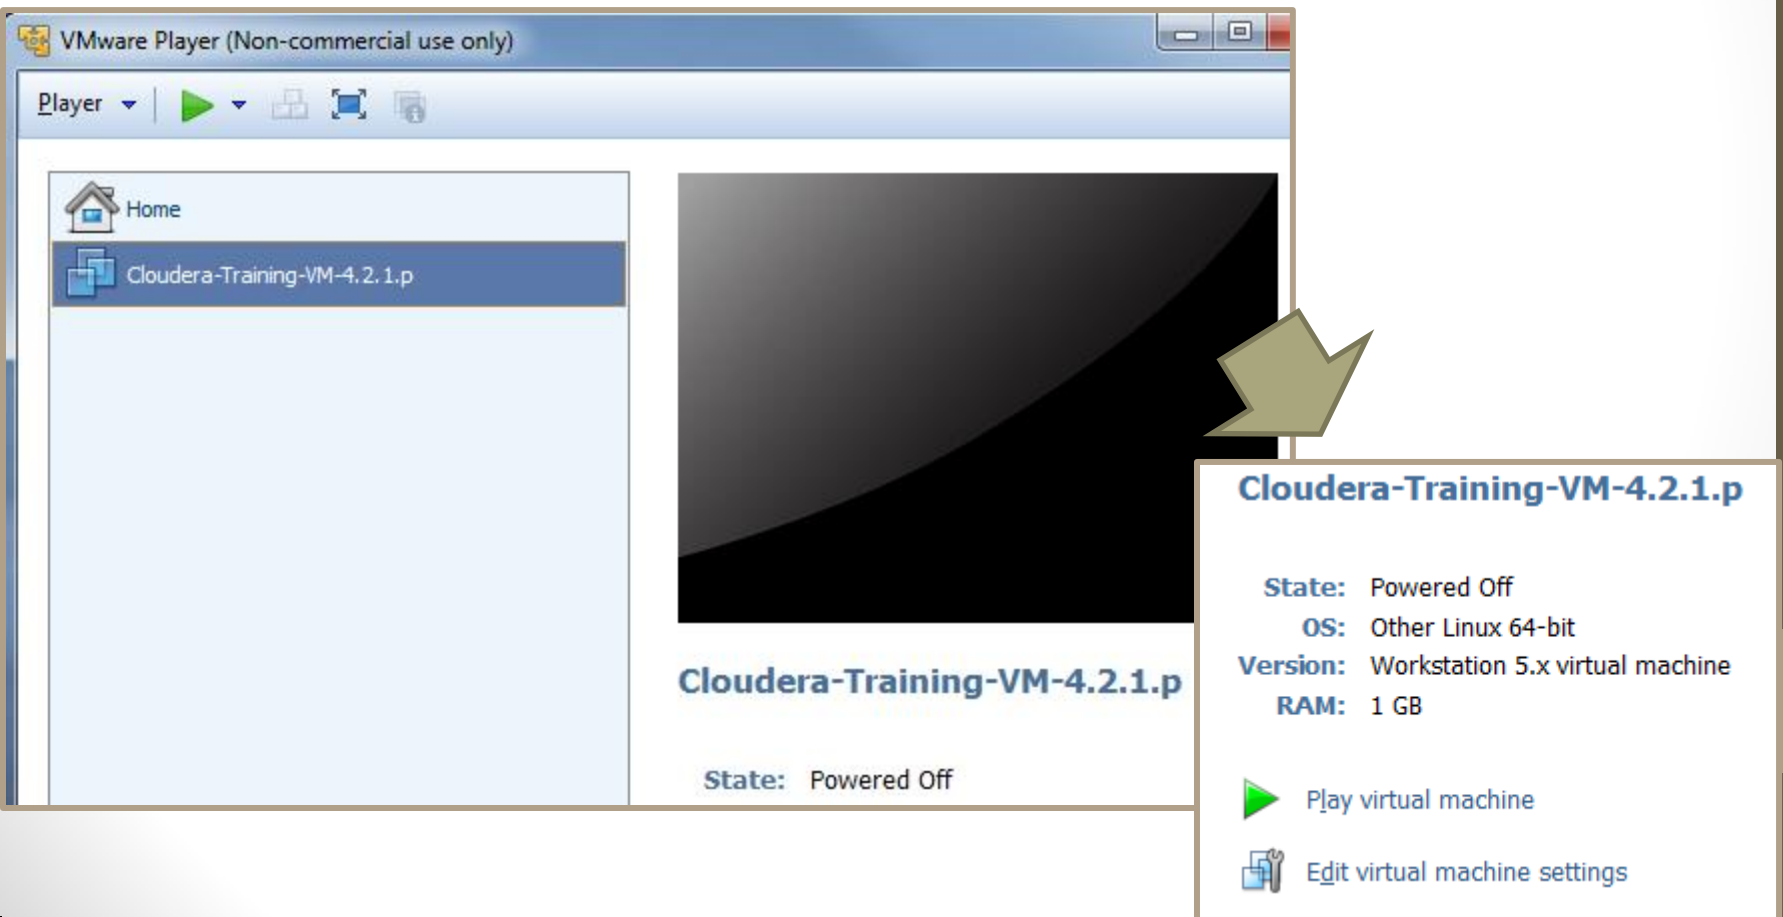 VMware Player (Non-commercial use only)
Player
Home
Cloudera-Training-VM-4.2.1.p
Cloudera-Training-VM-4.2.1.p
State: Powered Off
Cloudera-Training-VM-4.2.1.p
State: Powered Off
OS: Other Linux 64-bit
Version: Workstation 5.x virtual machine
RAM: 1 GB
Play virtual machine
Edit virtual machine settings